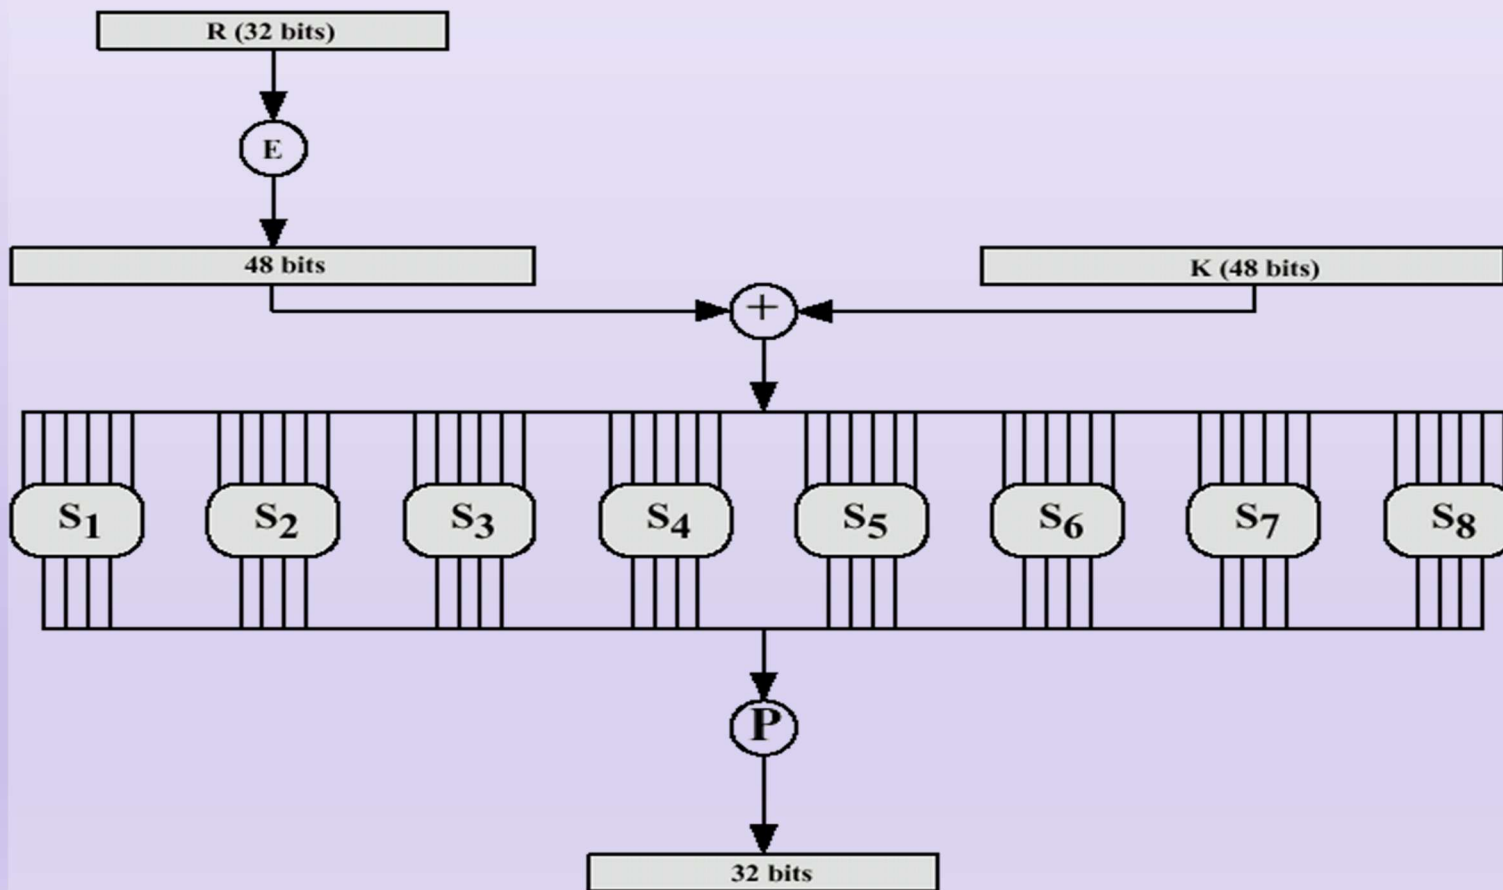 R (32 bits)
E
48 bits
K (48 bits)
+
S1 S2 S3 S4 S5 S6 S7 S8
P
32 bits